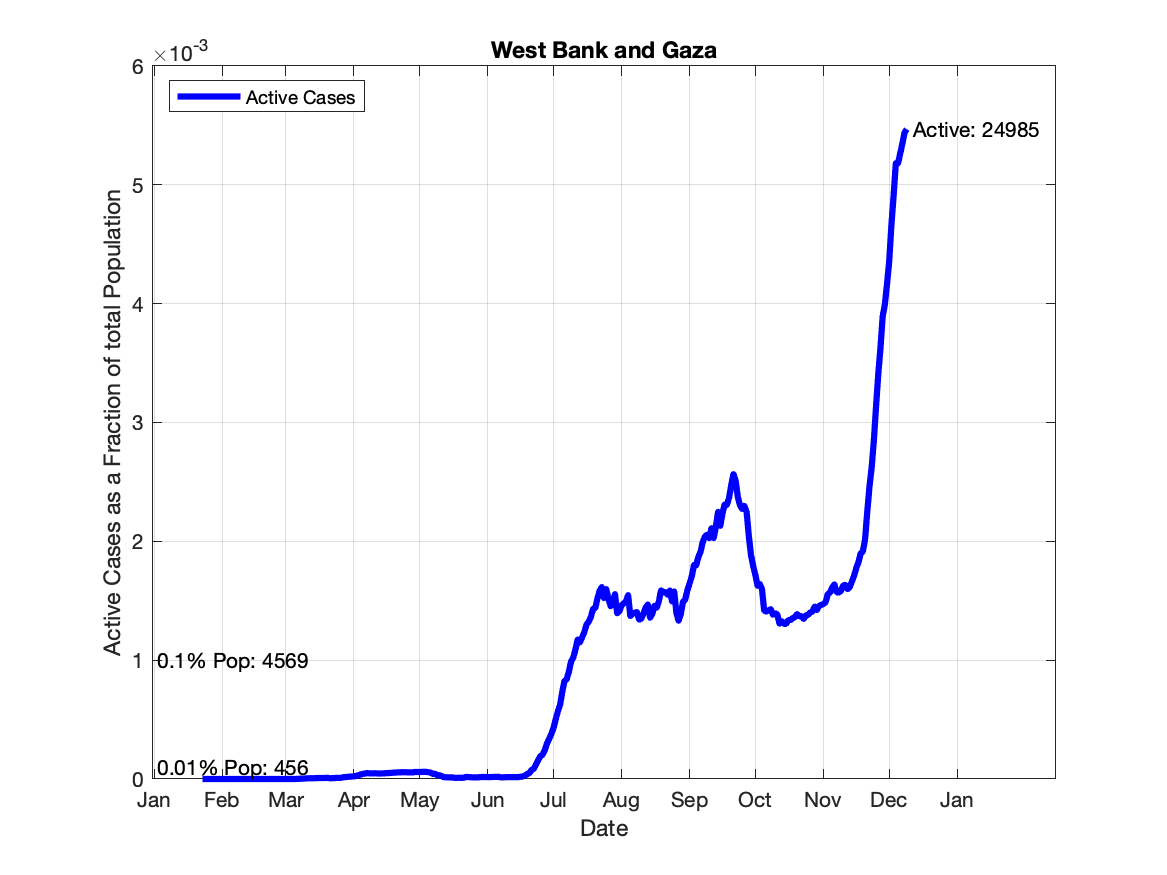 West Bank and Gaza
×10-3
Active Cases
Active: 24985
6
5
4
3
2
1
0
0.1% Pop: 4569
0.01% Pop: 456
Active Cases as a Fraction of total Population
Jan Feb Mar Apr May Jun Jul Aug Sep Oct Nov Dec Jan
Date